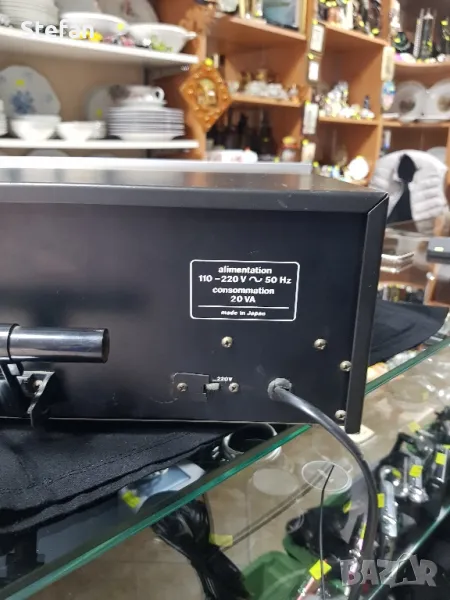 Stefan
alimentation
110-220 V ~ 50 Hz
consommation
20 VA
made in Japan
220V
BAZAR